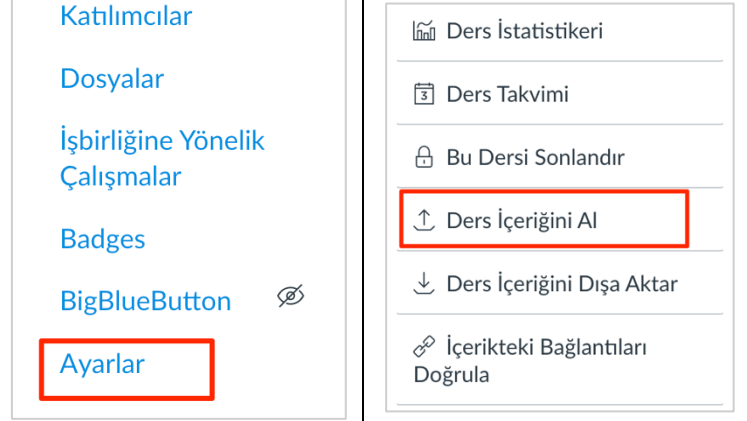 Katılımcılar
Dosyalar
İşbirliğine Yönelik
Çalışmalar
Badges
BigBlueButton
Ayarlar
Ders İstatistikeri
3
Ders Takvimi
Bu Dersi Sonlandır
Ders İçeriğini Al
Ders İçeriğini Dışa Aktar
İçerikteki Bağlantıları
Doğrula